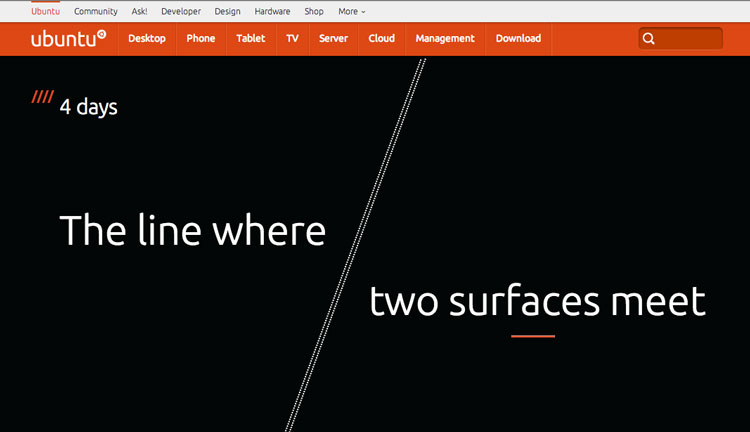 Ubuntu Community Ask! Developer Design Hardware Shop More
ubuntu Desktop Phone Tablet TV Server Cloud Management Download
//// 4 days
The line where
two surfaces meet